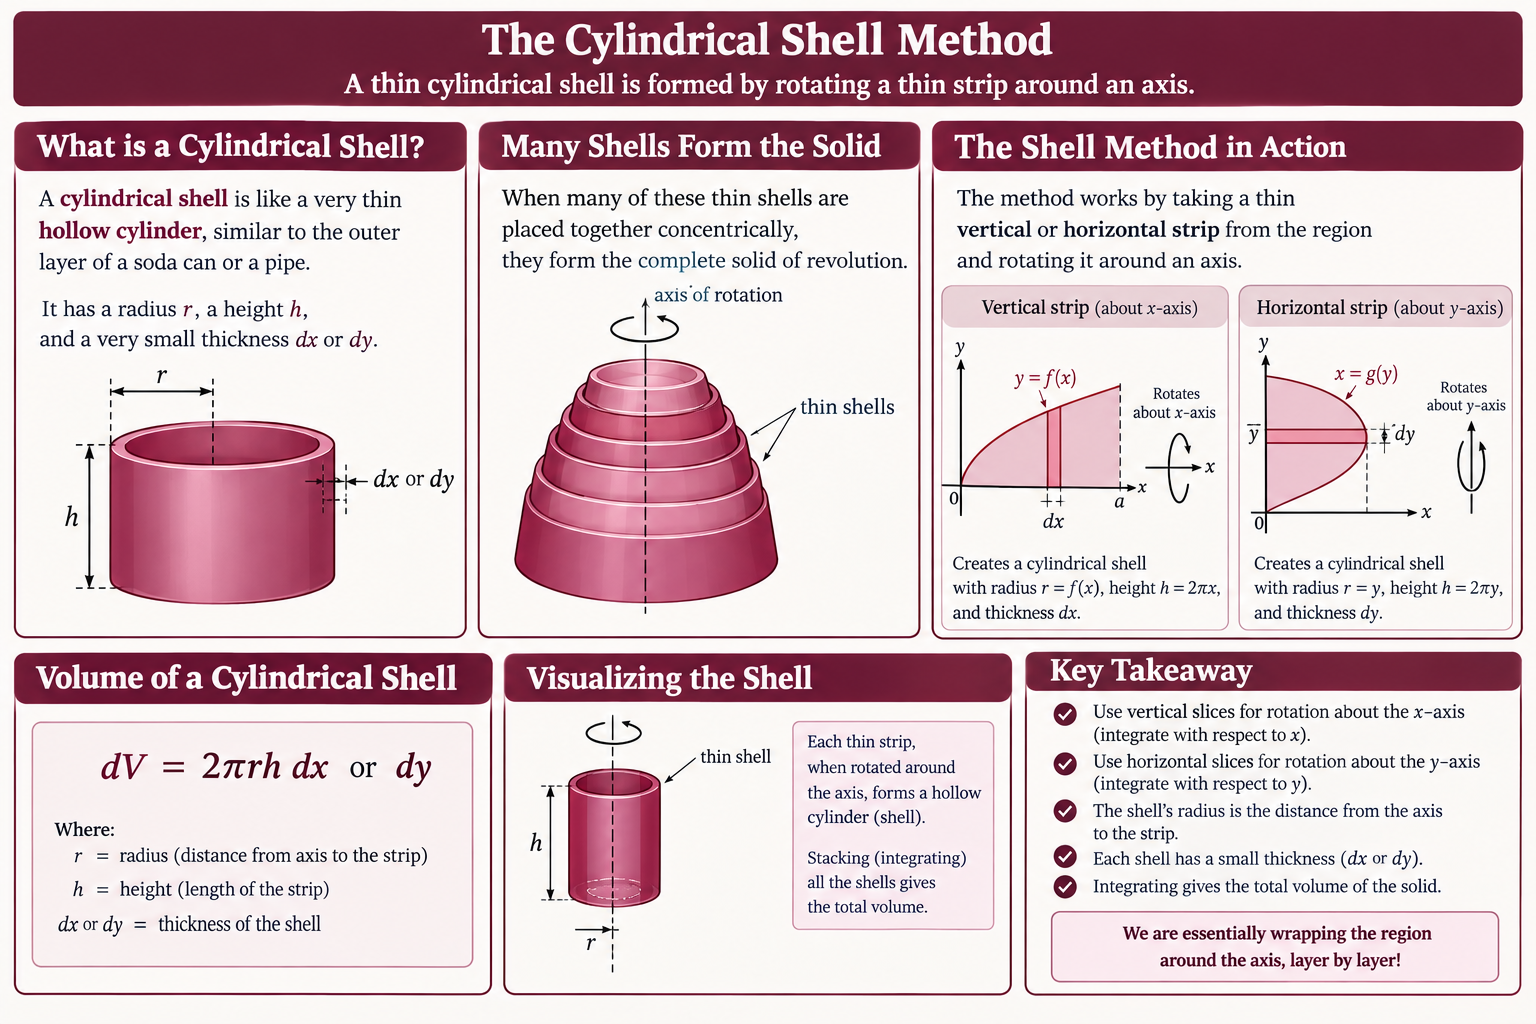 The Cylindrical Shell Method
A thin cylindrical shell is formed by rotating a thin strip around an axis.
What is a Cylindrical Shell?
A cylindrical shell is like a very thin
hollow cylinder, similar to the outer
layer of a soda can or a pipe.
It has a radius r, a height h,
and a very small thickness dx or dy.
r
h
dx or dy
Many Shells Form the Solid
When many of these thin shells are
placed together concentrically,
they form the complete solid of revolution.
axis of rotation
thin shells
The Shell Method in Action
The method works by taking a thin
vertical or horizontal strip from the region
and rotating it around an axis.
Vertical strip (about x-axis)
y
y = f(x)
Rotates
about x-axis
x
0
x
a
dx
Creates a cylindrical shell
with radius r = f(x), height h = 2πx,
and thickness dx.
Horizontal strip (about y-axis)
y
x = g(y)
Rotates
about y-axis
y̅
dy
0
x
Creates a cylindrical shell
with radius r = y, height h = 2πy,
and thickness dy.
Volume of a Cylindrical Shell
dV = 2πrh dx or dy
Where:
r = radius (distance from axis to the strip)
h = height (length of the strip)
dx or dy = thickness of the shell
Visualizing the Shell
thin shell
h
r
Each thin strip,
when rotated around
the axis, forms a hollow
cylinder (shell).
Stacking (integrating)
all the shells gives
the total volume.
Key Takeaway
Use vertical slices for rotation about the x-axis
(integrate with respect to x).
Use horizontal slices for rotation about the y-axis
(integrate with respect to y).
The shell's radius is the distance from the axis
to the strip.
Each shell has a small thickness (dx or dy).
Integrating gives the total volume of the solid.
We are essentially wrapping the region
around the axis, layer by layer!